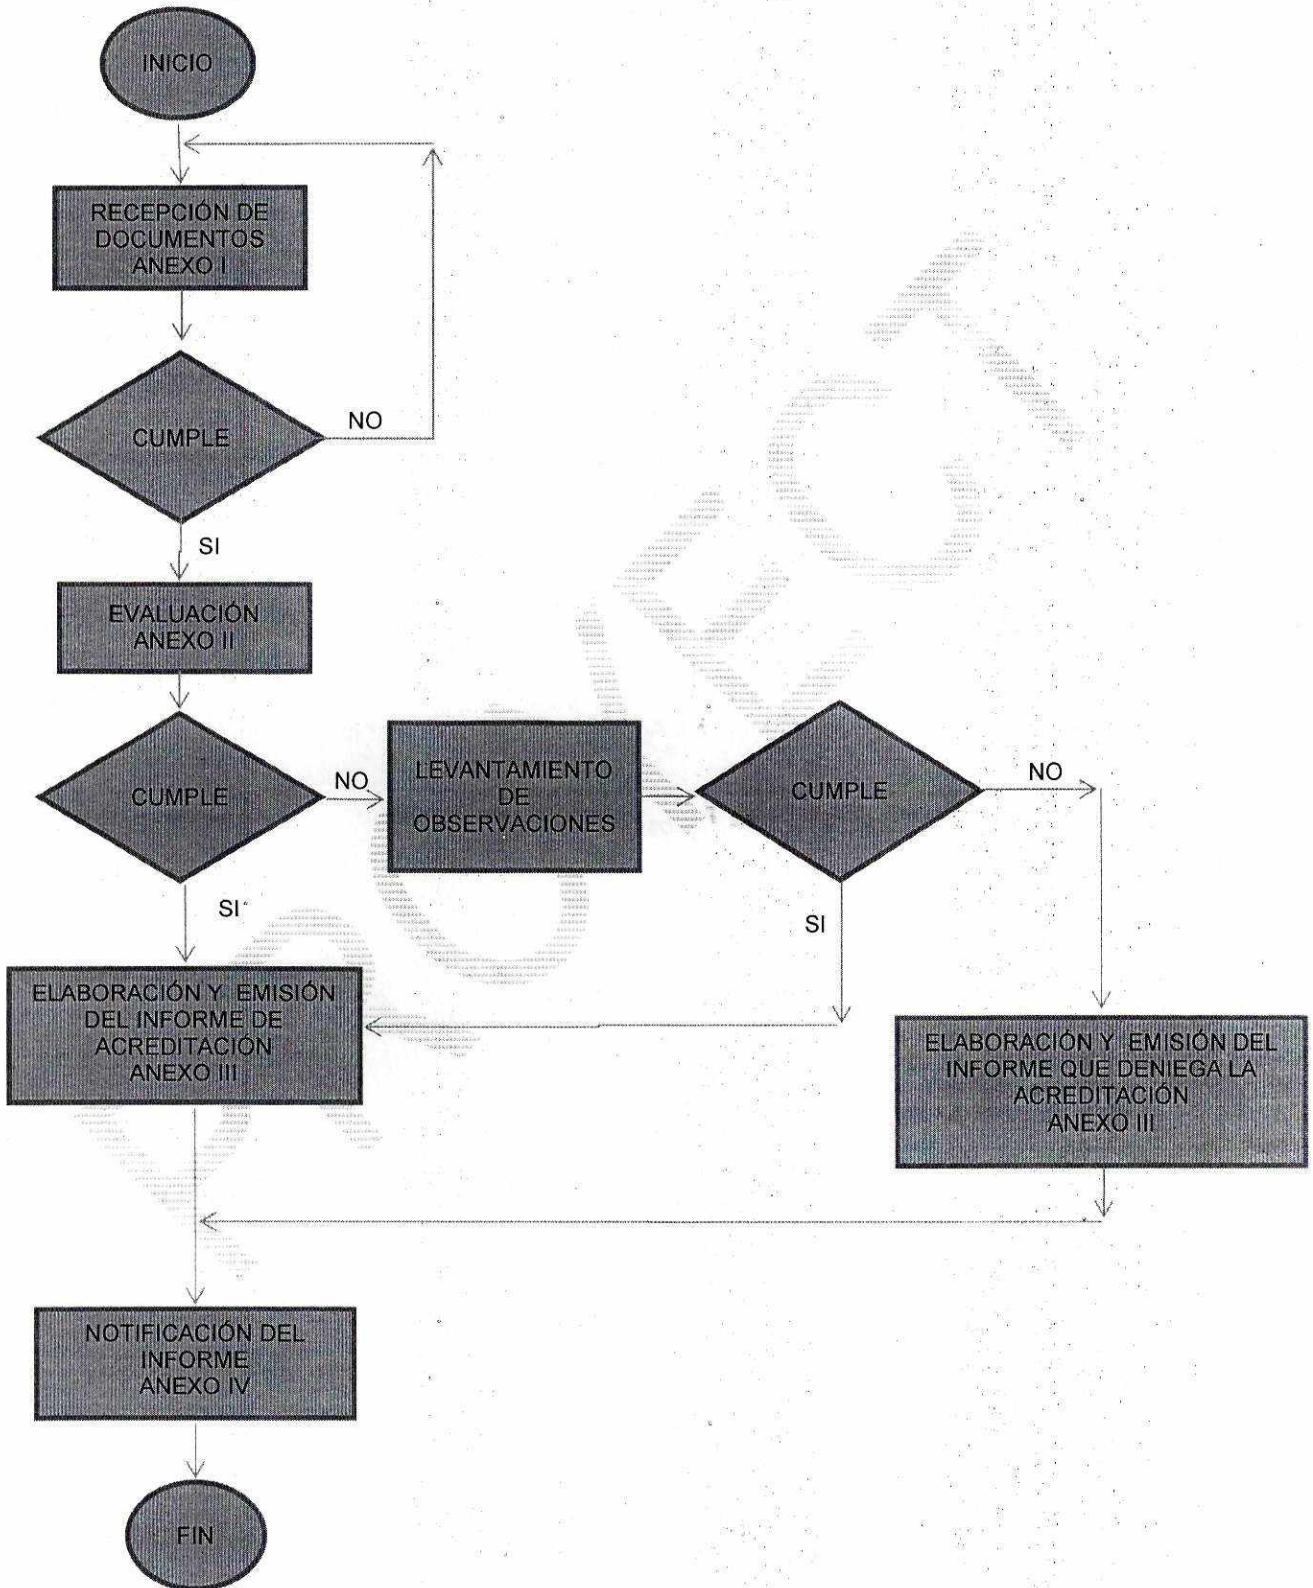 INICIO
RECEPCIÓN DE
DOCUMENTOS
ANEXO I
CUMPLE
NO
SI
EVALUACIÓN
ANEXO II
CUMPLE
NO
LEVANTAMIENTO
DE
OBSERVACIONES
CUMPLE
NO
SI
SI
ELABORACIÓN Y EMISIÓN
DEL INFORME DE
ACREDITACIÓN
ANEXO III
ELABORACIÓN Y EMISIÓN DEL
INFORME QUE DENIEGA LA
ACREDITACIÓN
ANEXO III
NOTIFICACIÓN DEL
INFORME
ANEXO IV
FIN